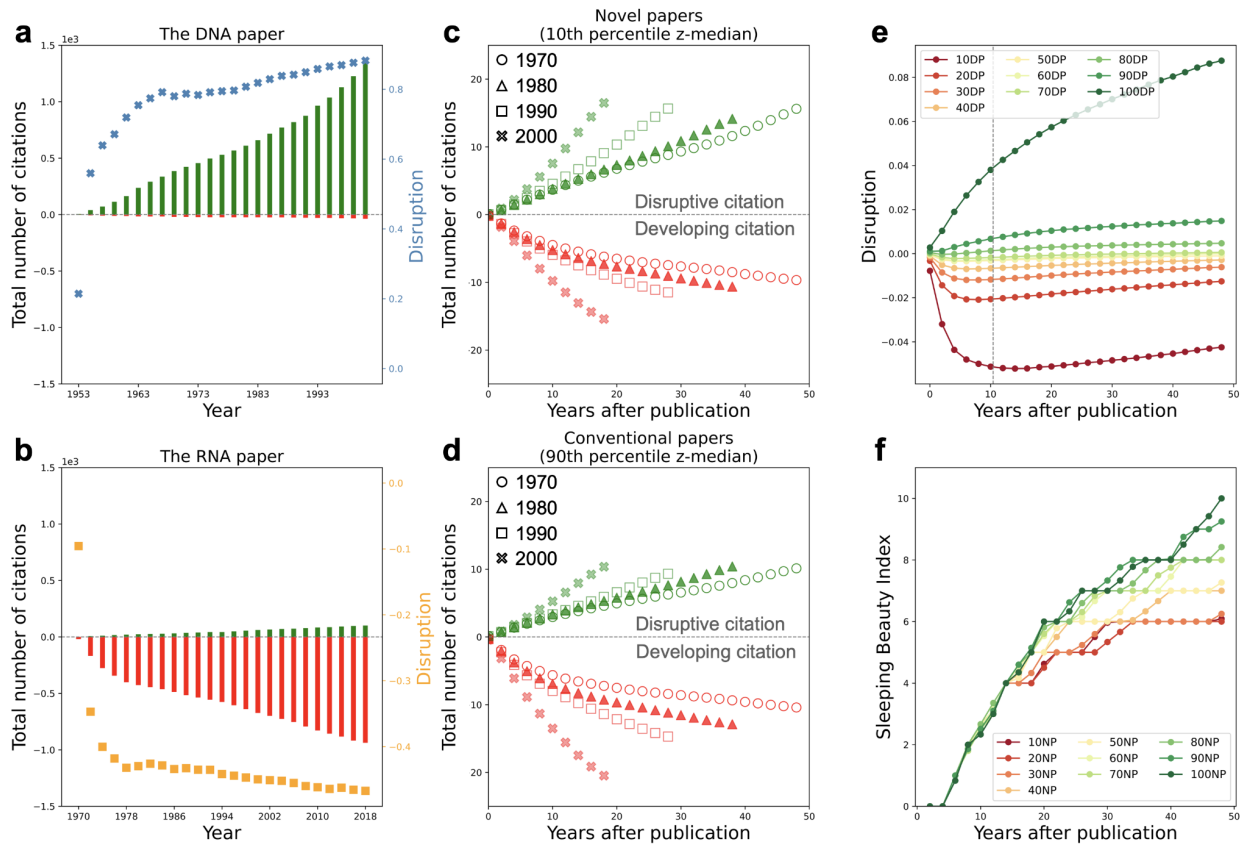 a
The DNA paper
1e3
Total number of citations
1.5
1.0
0.5
0.0
−0.5
−1.0
−1.5
0.8
0.6
0.4
0.2
0.0
Disruption
1953
1963
1973
1983
1993
Year
b
The RNA paper
1e3
Total number of citations
1.5
1.0
0.5
0.0
−0.5
−1.0
−1.5
0.0
−0.1
−0.2
−0.3
−0.4
Disruption
1970
1978
1986
1994
2002
2010
2018
Year
c
Novel papers
(10th percentile z-median)
Total number of citations
20
10
0
10
20
1970
1980
1990
2000
Disruptive citation
Developing citation
0
10
20
30
40
50
Years after publication
d
Conventional papers
(90th percentile z-median)
Total number of citations
20
10
0
10
20
1970
1980
1990
2000
Disruptive citation
Developing citation
0
10
20
30
40
50
Years after publication
e
Disruption
0.08
0.06
0.04
0.02
0.00
−0.02
−0.04
10DP
20DP
30DP
40DP
50DP
60DP
70DP
80DP
90DP
100DP
0
10
20
30
40
50
Years after publication
f
Sleeping Beauty Index
10
8
6
4
2
0
10NP
20NP
30NP
40NP
50NP
60NP
70NP
80NP
90NP
100NP
0
10
20
30
40
50
Years after publication